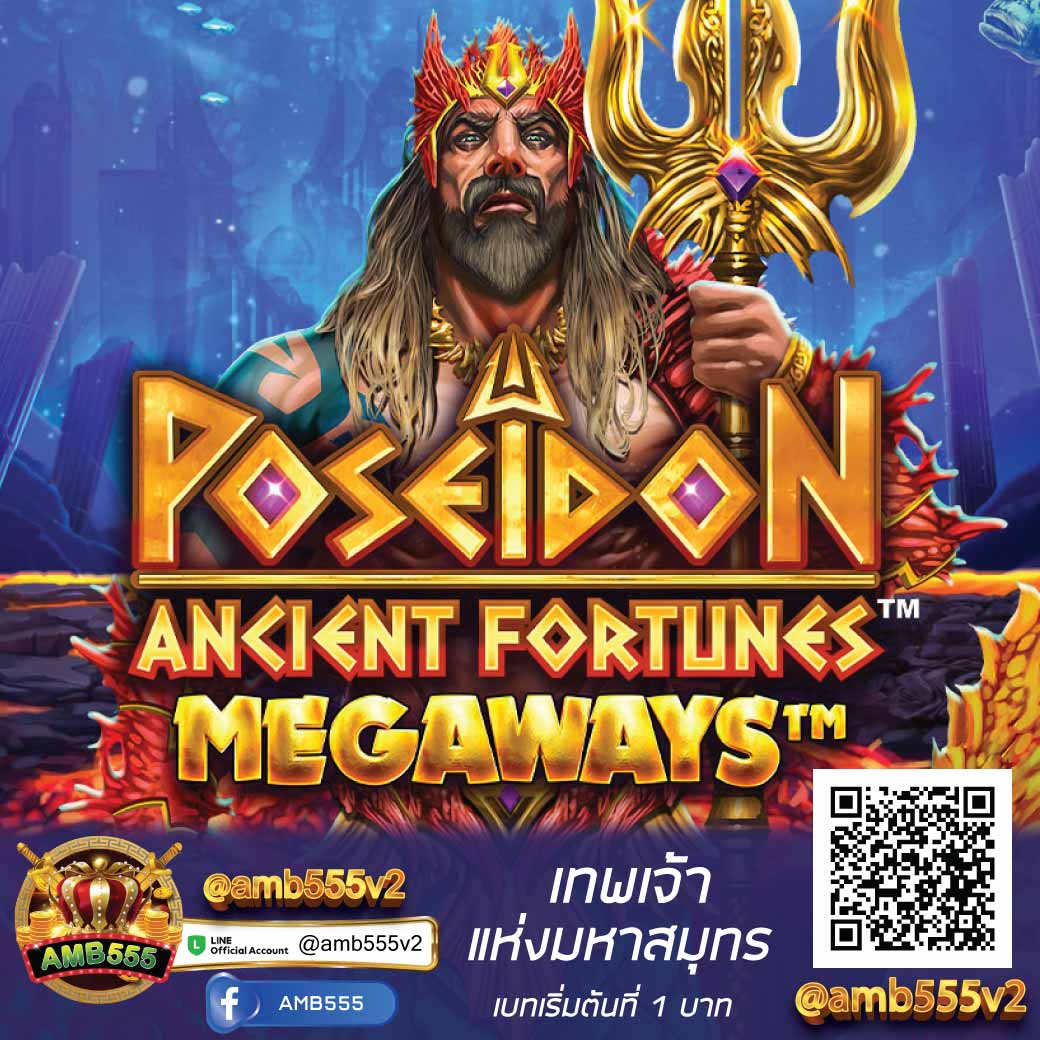 POSEIDON
ANCIENT FORTUNES™
MEGAWAYS™
AMB555
@amb555v2
LINE
Official Account
@amb555v2
AMB555
เทพเจ้า
แห่งมหาสมุทร
เบทเริ่มต้นที่ 1 บาท
@amb555v2